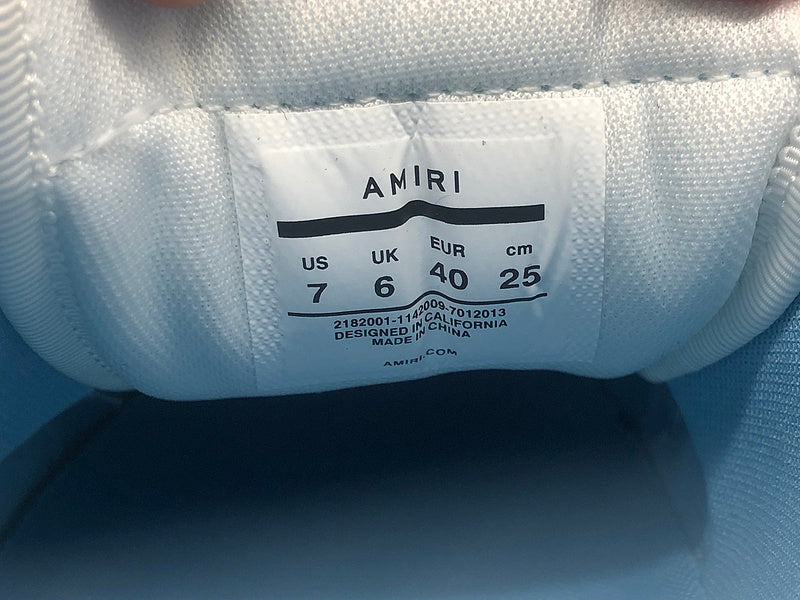 AMIRI
US UK EUR cm
7 6 40 25
2182001-1142009-7012013
DESIGNED IN CALIFORNIA
MADE IN CHINA
AMIRI.COM